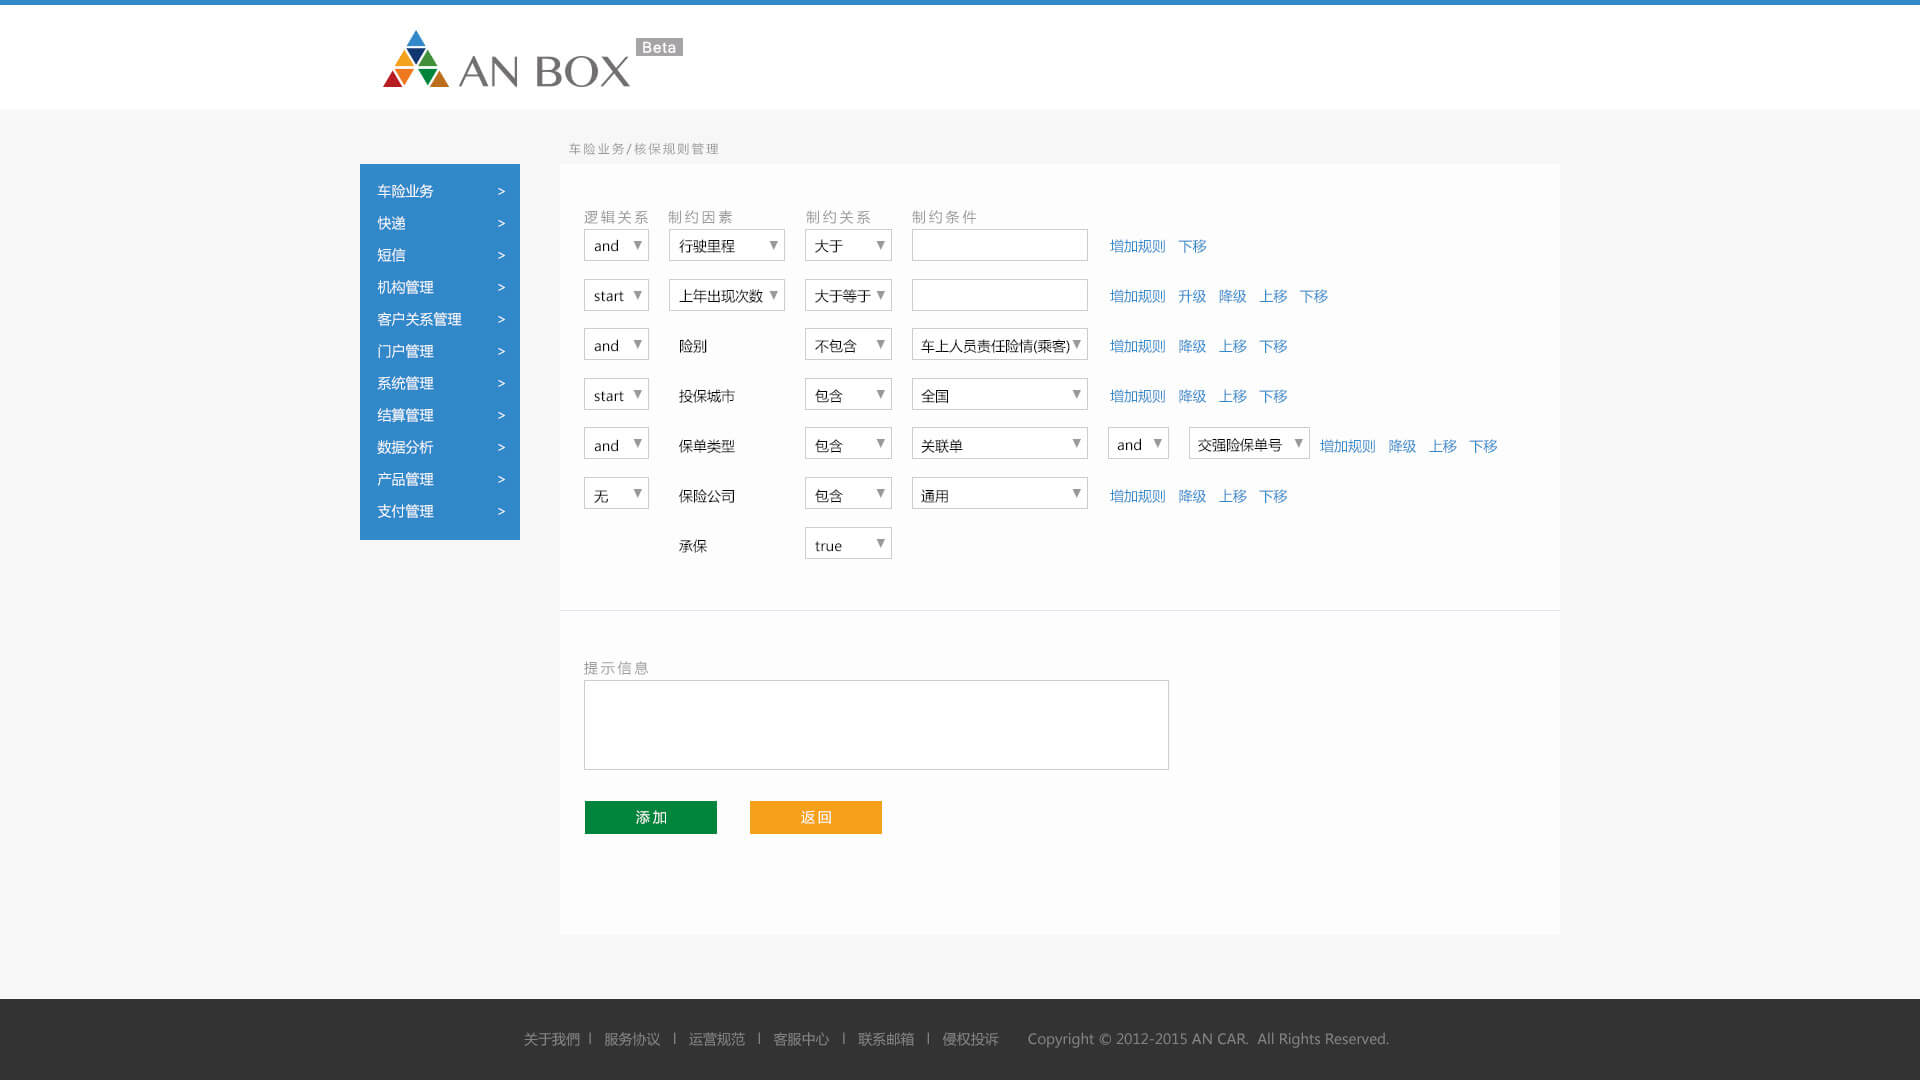 AN BOX Beta
车险业务/核保规则管理
车险业务 >
快递 >
短信 >
机构管理 >
客户关系管理 >
门户管理 >
系统管理 >
结算管理 >
数据分析 >
产品管理 >
支付管理 >
逻辑关系 制约因素 制约关系 制约条件
and ▼ 行驶里程 ▼ 大于 ▼ 增加规则 下移
start ▼ 上年出现次数 ▼ 大于等于 ▼ 增加规则 升级 降级 上移 下移
and ▼ 险别 不包含 ▼ 车上人员责任险情(乘客) ▼ 增加规则 降级 上移 下移
start ▼ 投保城市 包含 ▼ 全国 ▼ 增加规则 降级 上移 下移
and ▼ 保单类型 包含 ▼ 关联单 ▼ and ▼ 交强险保单号 ▼ 增加规则 降级 上移 下移
无 ▼ 保险公司 包含 ▼ 通用 ▼ 增加规则 降级 上移 下移
承保 true ▼
提示信息
添加 返回
关于我們 | 服务协议 | 运营规范 | 客服中心 | 联系邮箱 | 侵权投诉 Copyright © 2012-2015 AN CAR. All Rights Reserved.